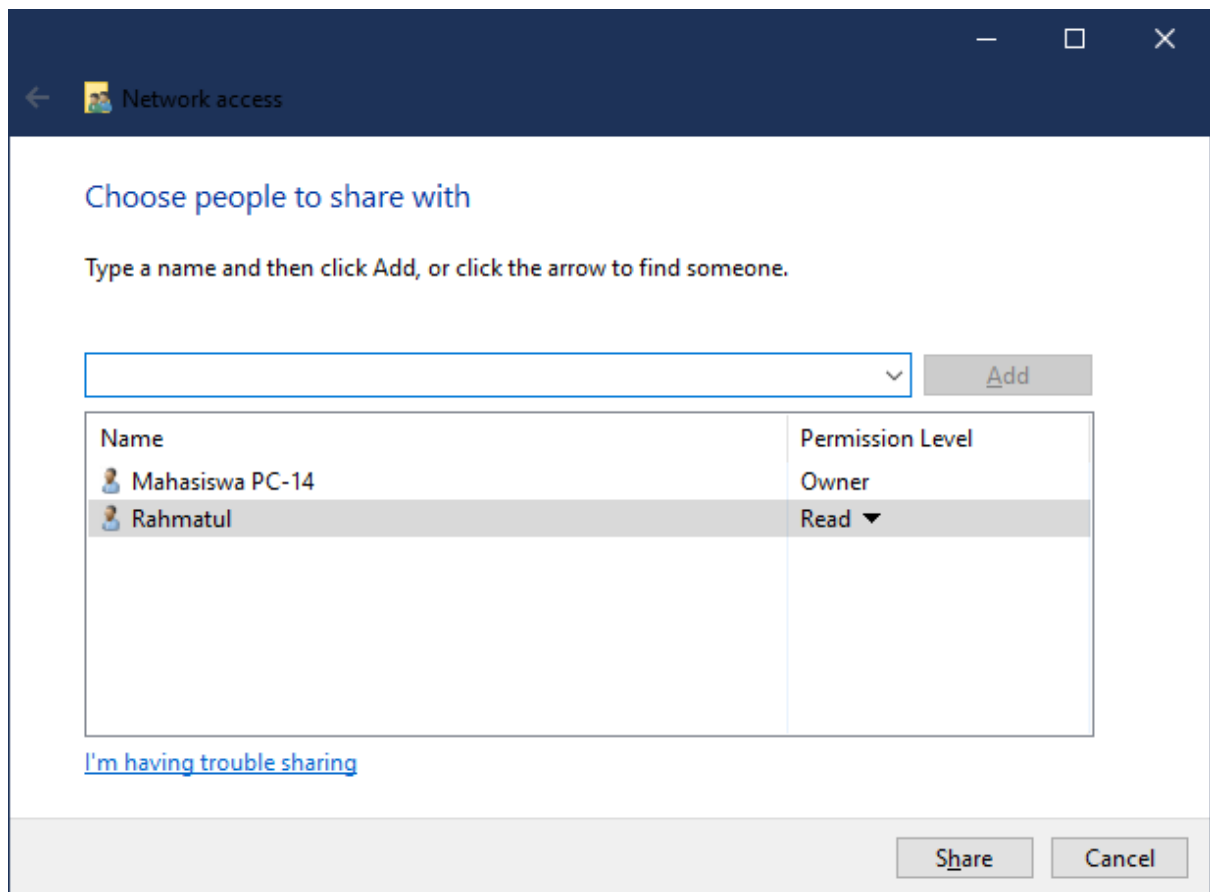 Network access
Choose people to share with
Type a name and then click Add, or click the arrow to find someone.
Add
Name Permission Level
Mahasiswa PC-14 Owner
Rahmatul Read
I'm having trouble sharing
Share Cancel